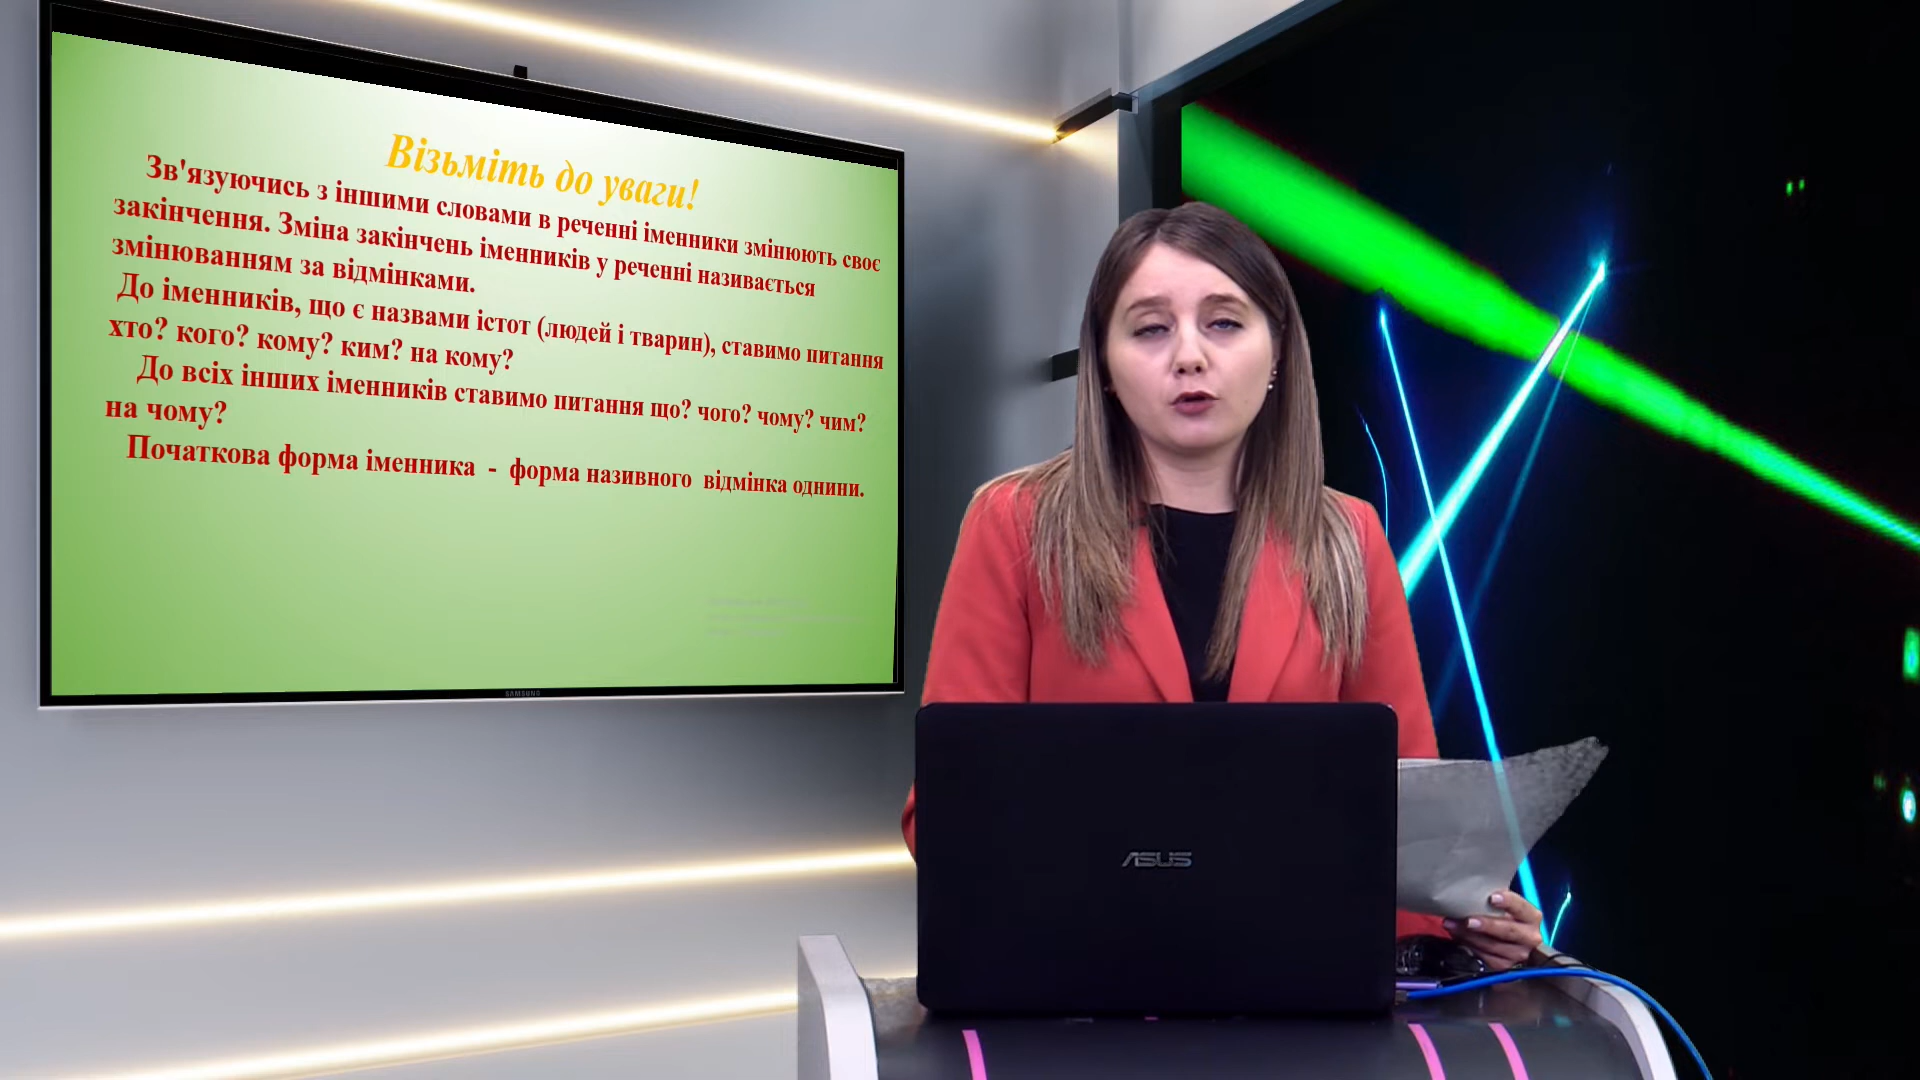 Візьміть до уваги!
Зв'язуючись з іншими словами в реченні іменники змінюють своє
закінчення. Зміна закінчень іменників у реченні називається
змінюванням за відмінками.
До іменників, що є назвами істот (людей і тварин), ставимо питання
хто? кого? кому? ким? на кому?
До всіх інших іменників ставимо питання що? чого? чому? чим?
на чому?
Початкова форма іменника - форма називного відмінка однини.
SAMSUNG
ASUS